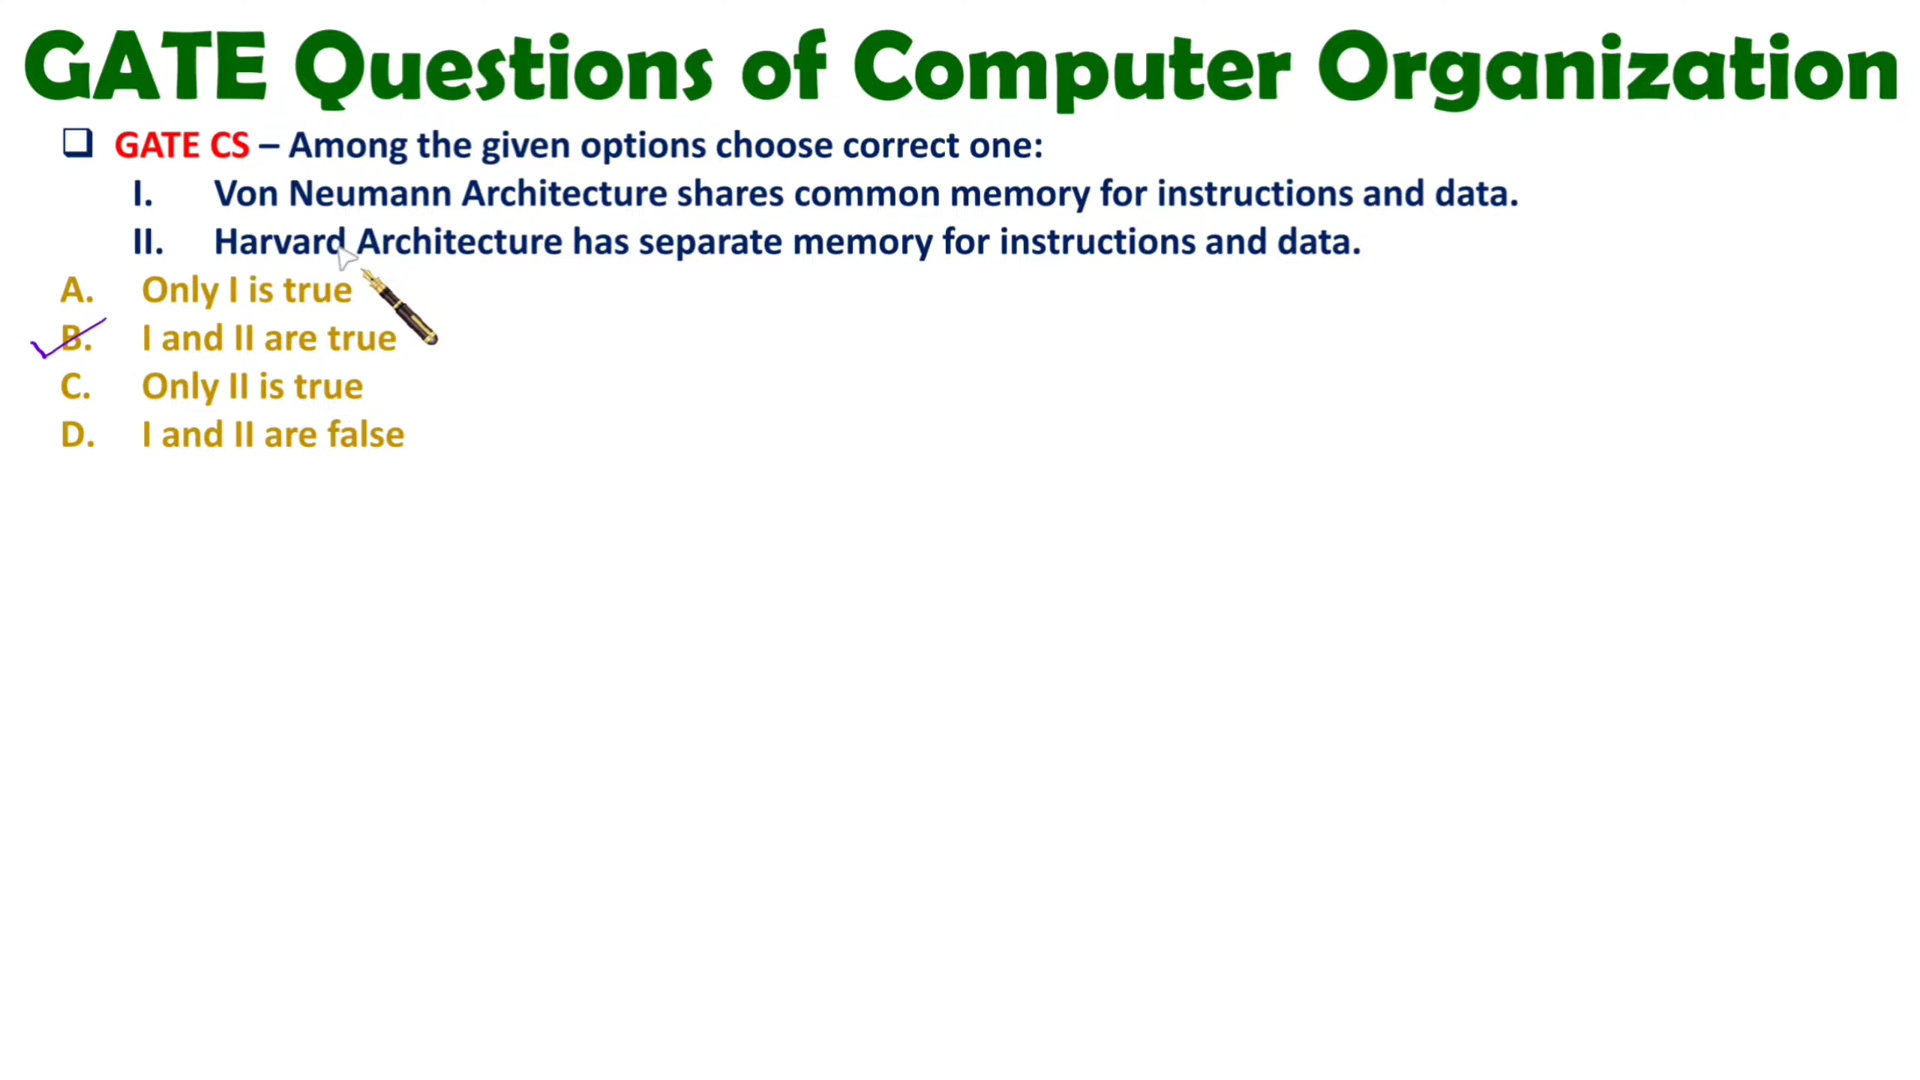 GATE Questions of Computer Organization
GATE CS – Among the given options choose correct one:
I. Von Neumann Architecture shares common memory for instructions and data.
II. Harvard Architecture has separate memory for instructions and data.
A. Only I is true
B. I and II are true
C. Only II is true
D. I and II are false